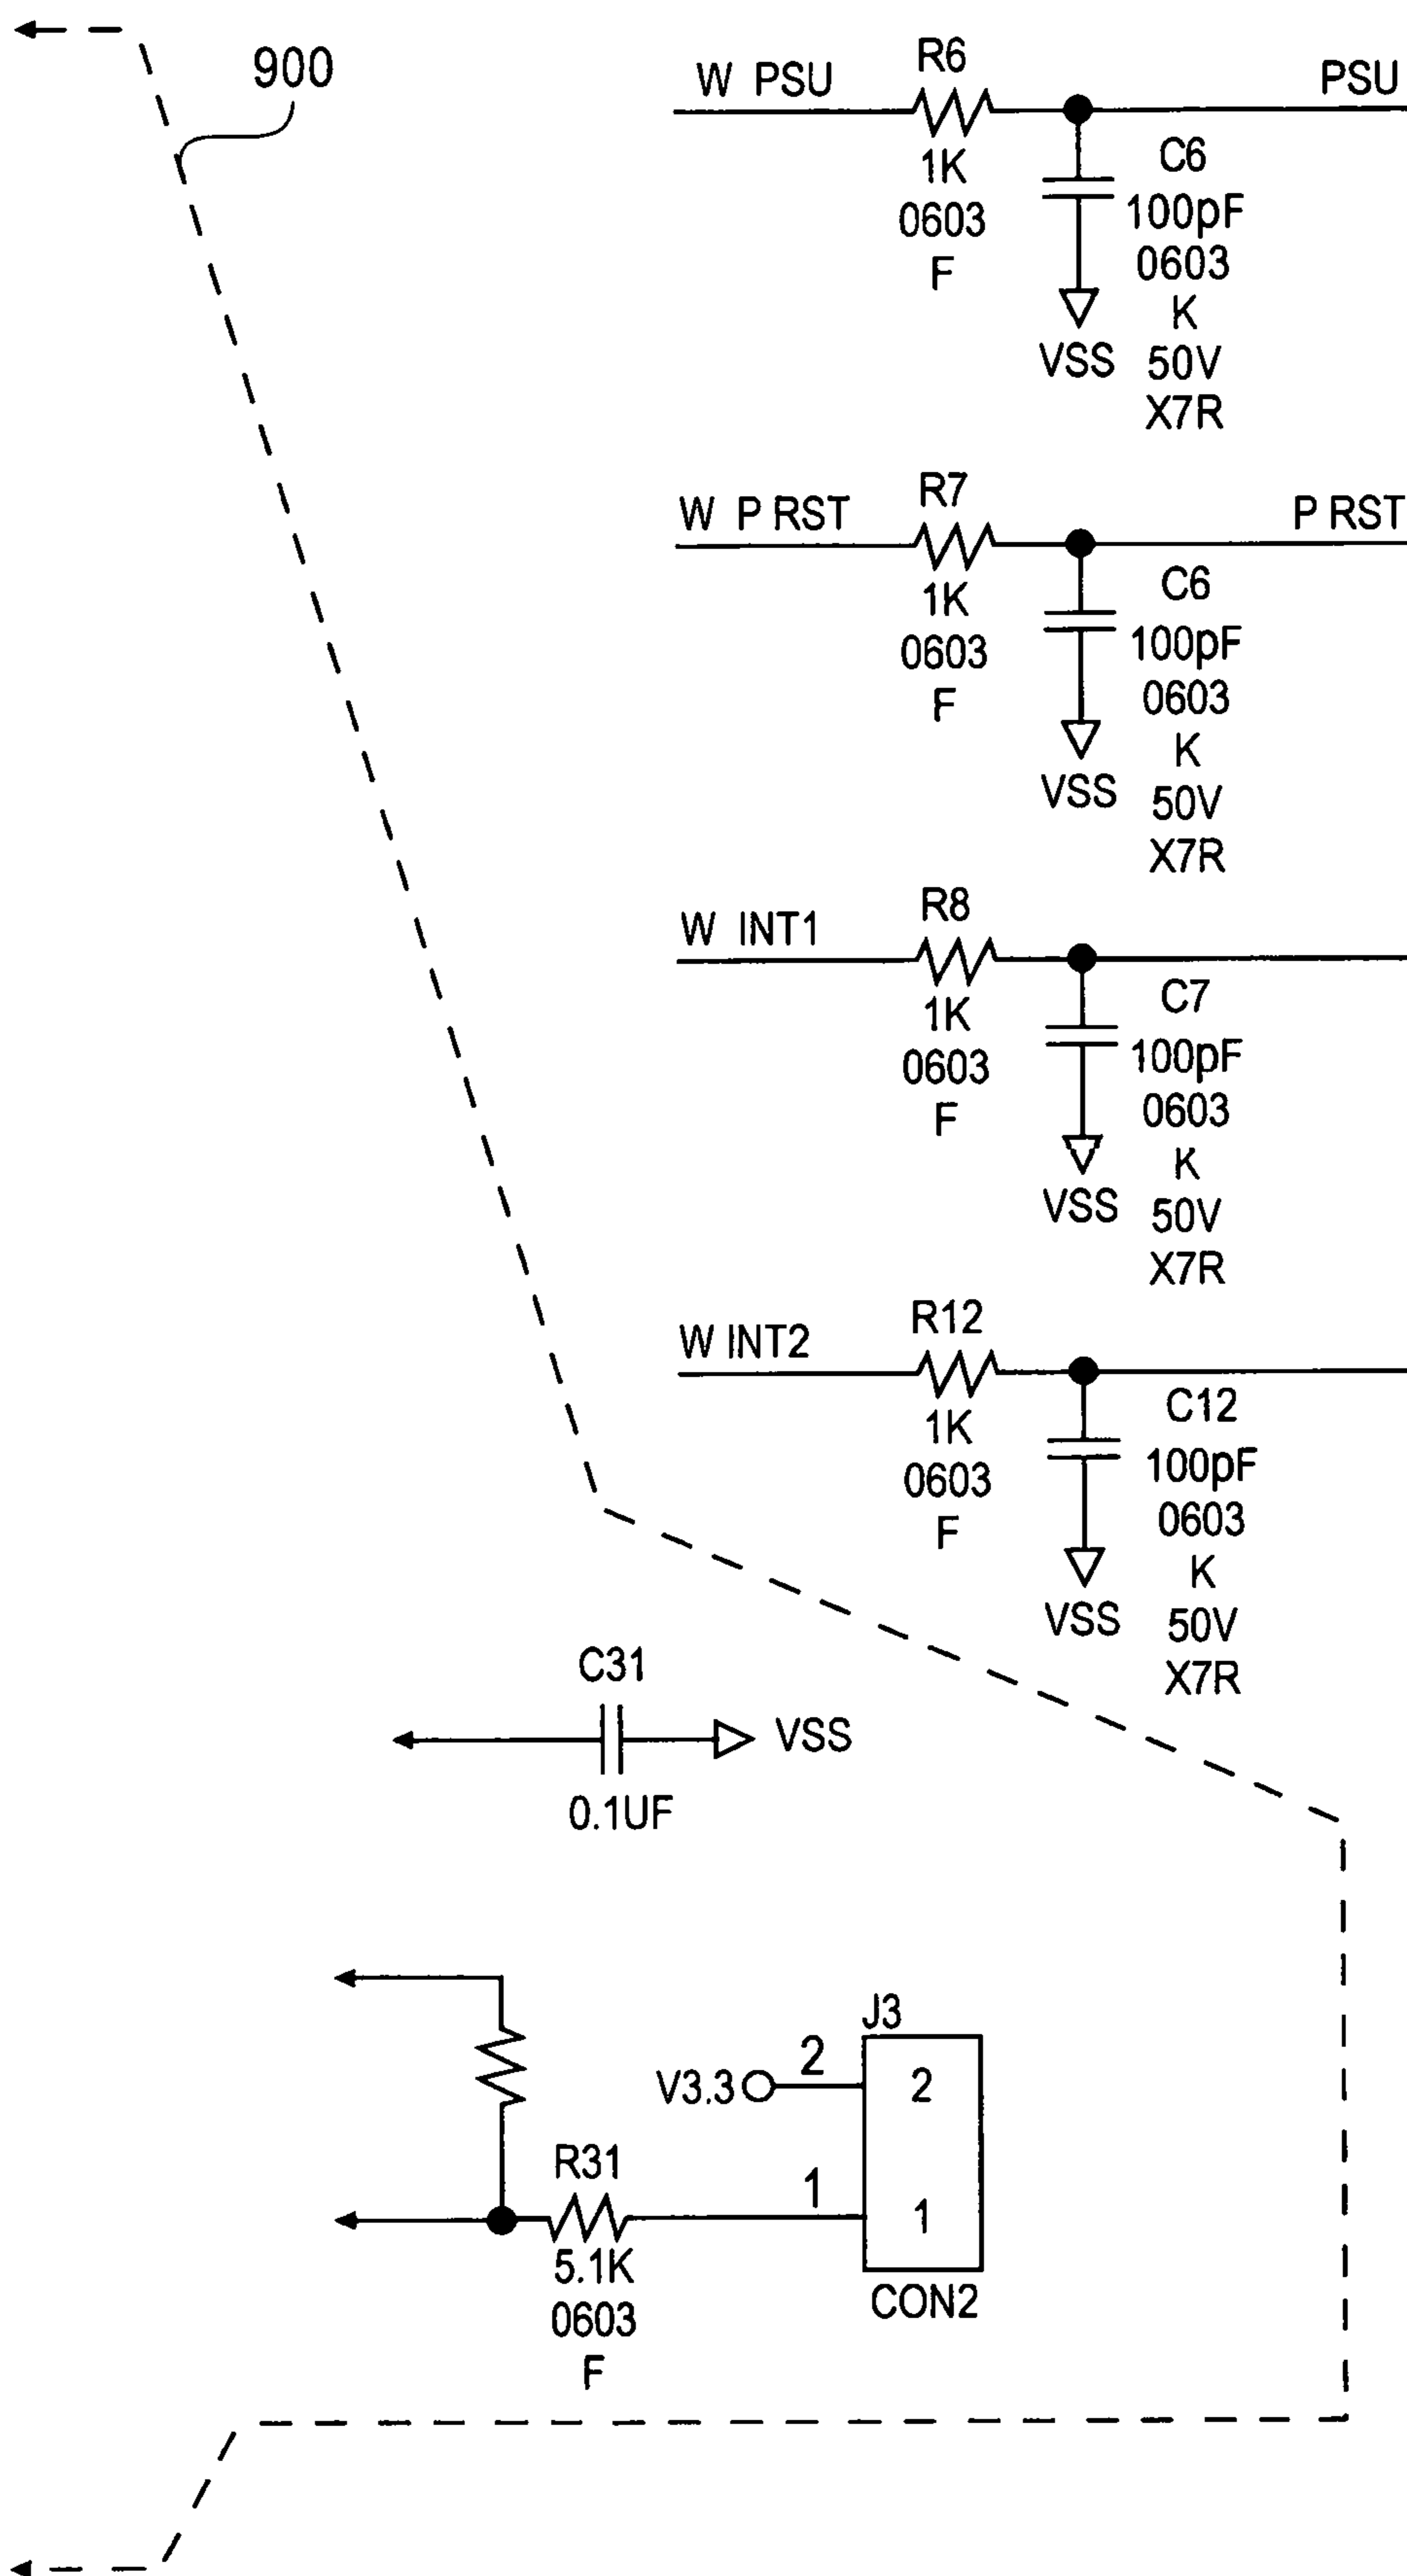 900
W PSU
R6
1K
0603
F
PSU
C6
100pF
0603
K
50V
X7R
VSS
W P RST
R7
1K
0603
F
P RST
C6
100pF
0603
K
50V
X7R
VSS
W INT1
R8
1K
0603
F
C7
100pF
0603
K
50V
X7R
VSS
W INT2
R12
1K
0603
F
C12
100pF
0603
K
50V
X7R
VSS
C31
VSS
0.1UF
J3
V3.3
2
2
R31
1
1
5.1K
0603
F
CON2